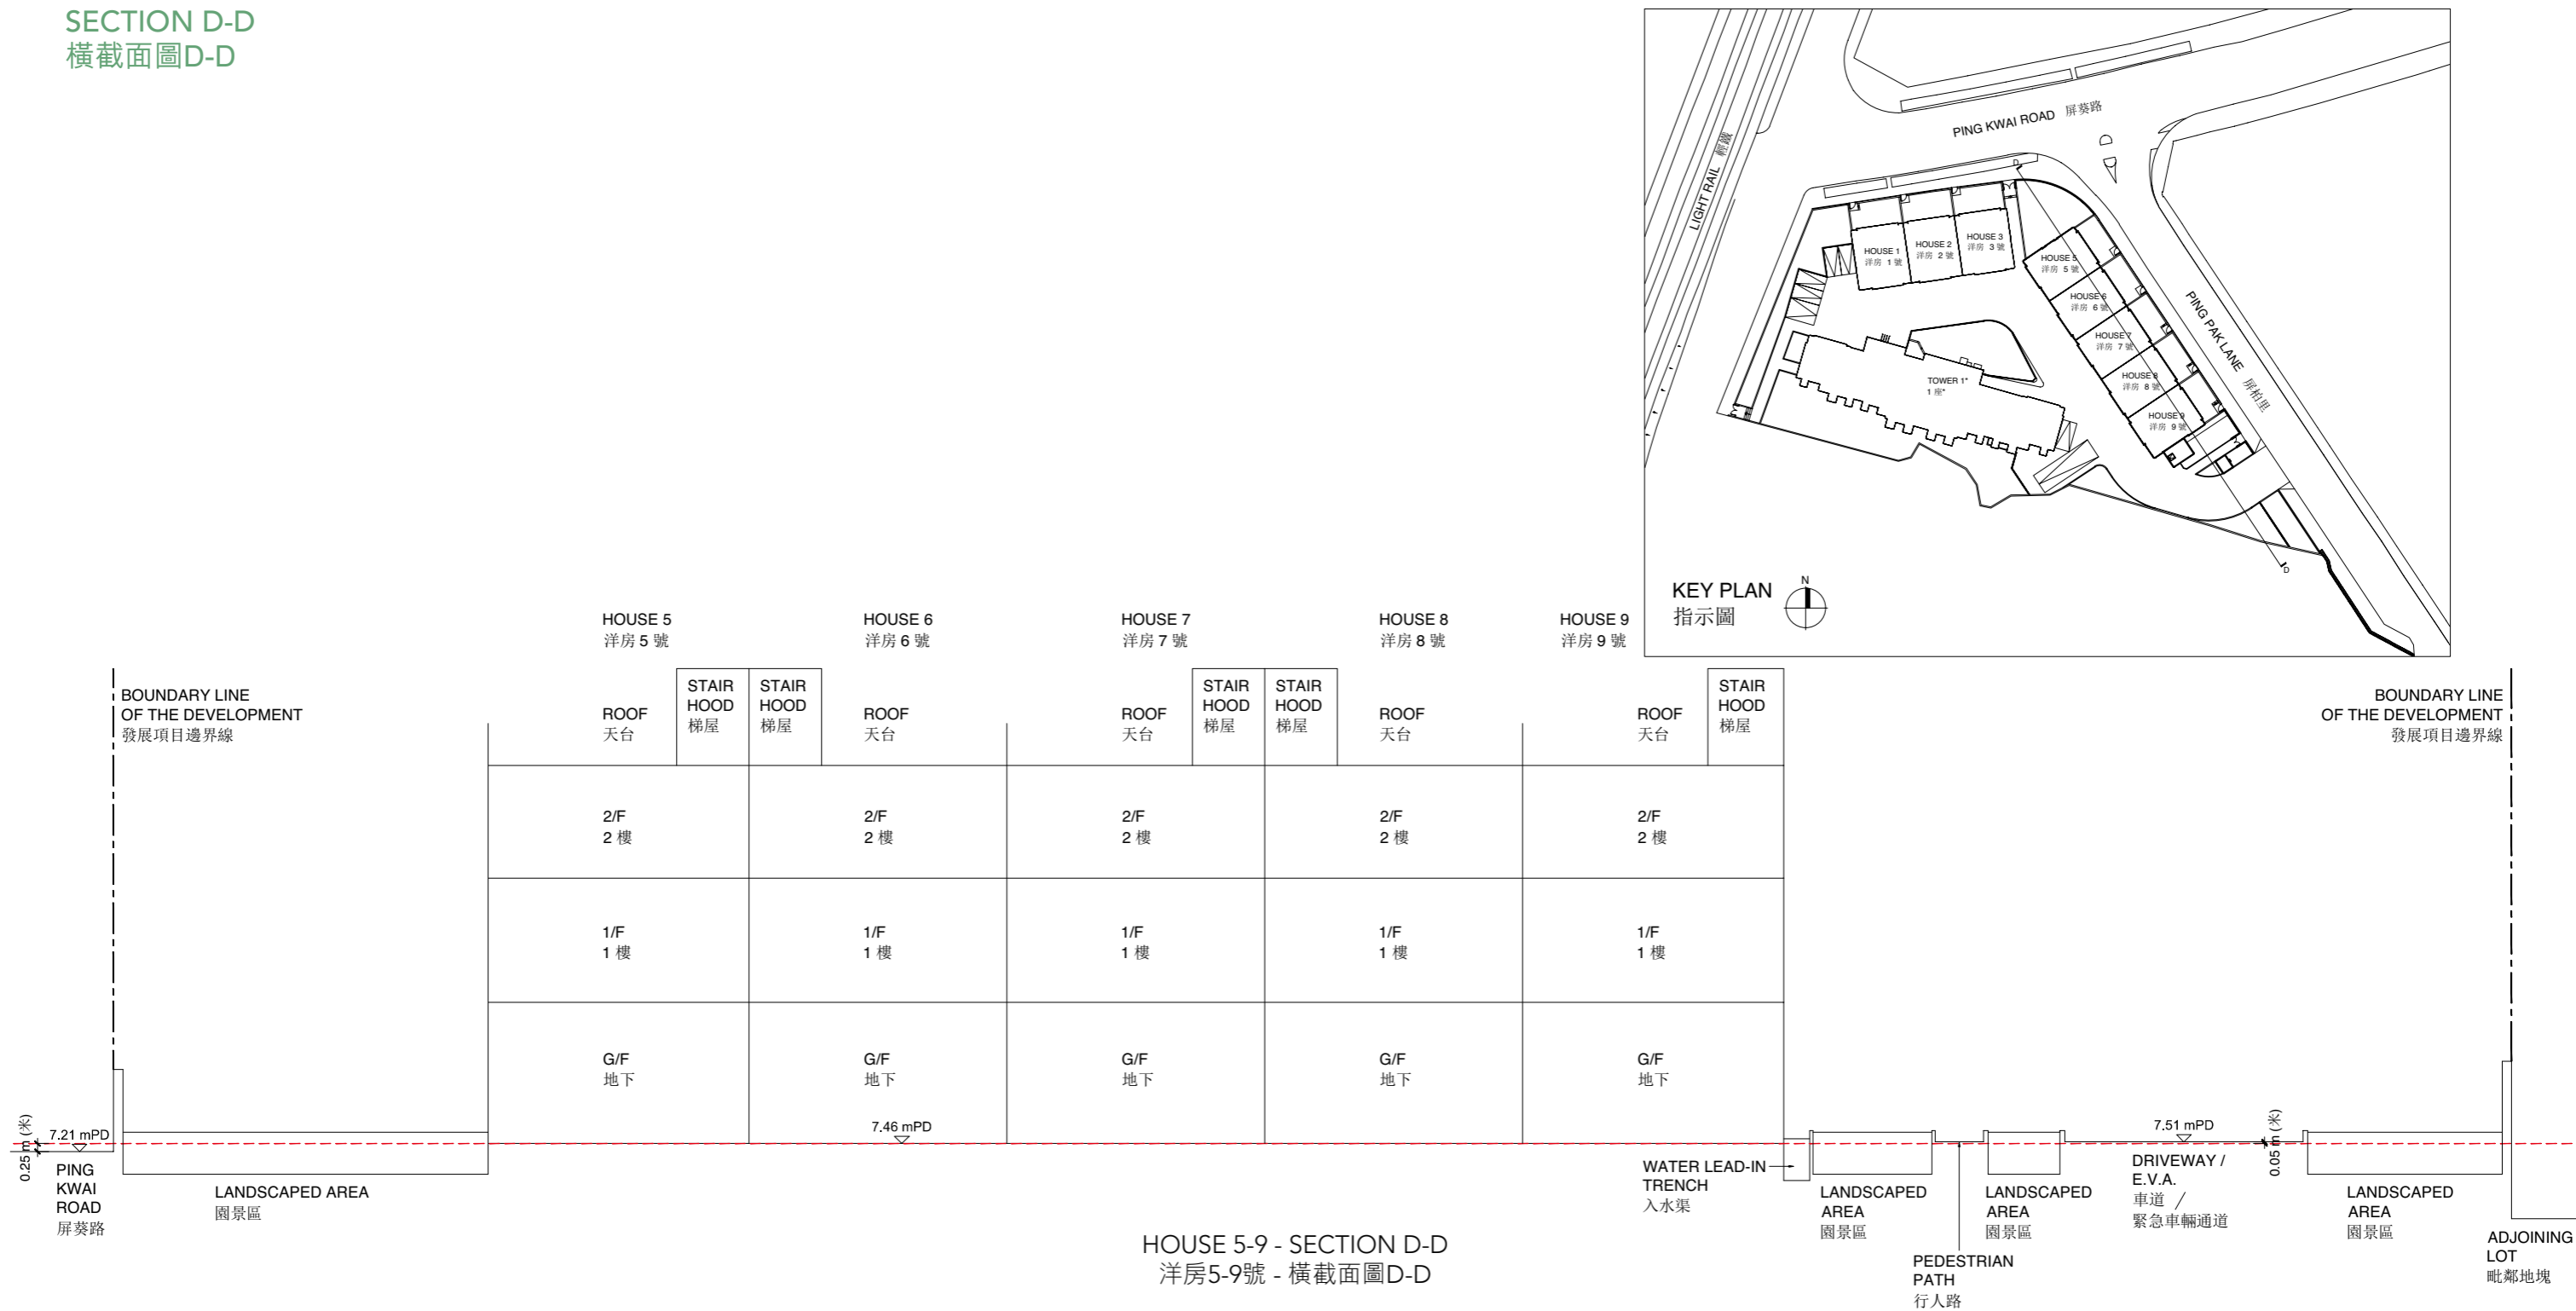 SECTION D-D
橫截面圖D-D
PING KWAI ROAD 屏葵路
D
D
LIGHT RAIL 輕鐵
HOUSE 1
洋房 1 號
HOUSE 2
洋房 2 號
HOUSE 3
洋房 3 號
HOUSE 5
洋房 5 號
HOUSE 6
洋房 6 號
HOUSE 7
洋房 7 號
HOUSE 8
洋房 8 號
HOUSE 9
洋房 9 號
PING PAK LANE 屏柏里
TOWER 1*
1 座*
D
KEY PLAN
指示圖
N
HOUSE 5
洋房 5 號
HOUSE 6
洋房 6 號
HOUSE 7
洋房 7 號
HOUSE 8
洋房 8 號
HOUSE 9
洋房 9 號
BOUNDARY LINE
OF THE DEVELOPMENT
發展項目邊界線
ROOF
天台
STAIR
HOOD
梯屋
STAIR
HOOD
梯屋
ROOF
天台
ROOF
天台
STAIR
HOOD
梯屋
STAIR
HOOD
梯屋
ROOF
天台
ROOF
天台
STAIR
HOOD
梯屋
BOUNDARY LINE
OF THE DEVELOPMENT
發展項目邊界線
2/F
2 樓
2/F
2 樓
2/F
2 樓
2/F
2 樓
2/F
2 樓
1/F
1 樓
1/F
1 樓
1/F
1 樓
1/F
1 樓
1/F
1 樓
G/F
地下
G/F
地下
G/F
地下
G/F
地下
G/F
地下
0.25 m (米)
7.21 mPD
7.46 mPD
7.51 mPD
0.05 m (米)
PING
KWAI
ROAD
屏葵路
LANDSCAPED AREA
園景區
WATER LEAD-IN
TRENCH
入水渠
LANDSCAPED
AREA
園景區
PEDESTRIAN
PATH
行人路
LANDSCAPED
AREA
園景區
DRIVEWAY /
E.V.A.
車道 /
緊急車輛通道
LANDSCAPED
AREA
園景區
ADJOINING
LOT
毗鄰地塊
HOUSE 5-9 - SECTION D-D
洋房5-9號 - 橫截面圖D-D